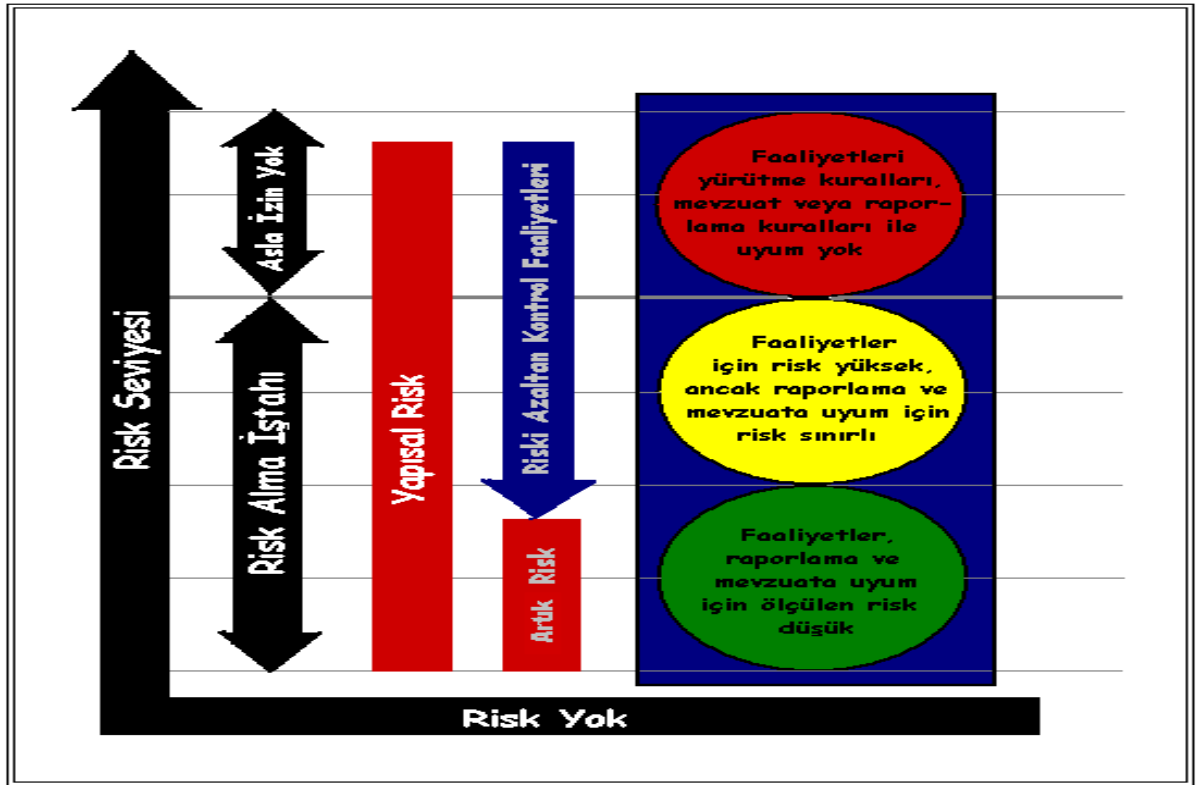 Risk Seviyesi
Asla İzin Yok
Risk Alma İştahı
Yapısal Risk
Riski Azaltan Kontrol Faaliyetleri
Artık Risk
Faaliyetleri
yürütme kuralları,
mevzuat veya rapor-
lama kuralları ile
uyum yok
Faaliyetler
için risk yüksek,
ancak raporlama ve
mevzuata uyum için
risk sınırlı
Faaliyetler,
raporlama ve
mevzuata uyum
için ölçülen risk
düşük
Risk Yok